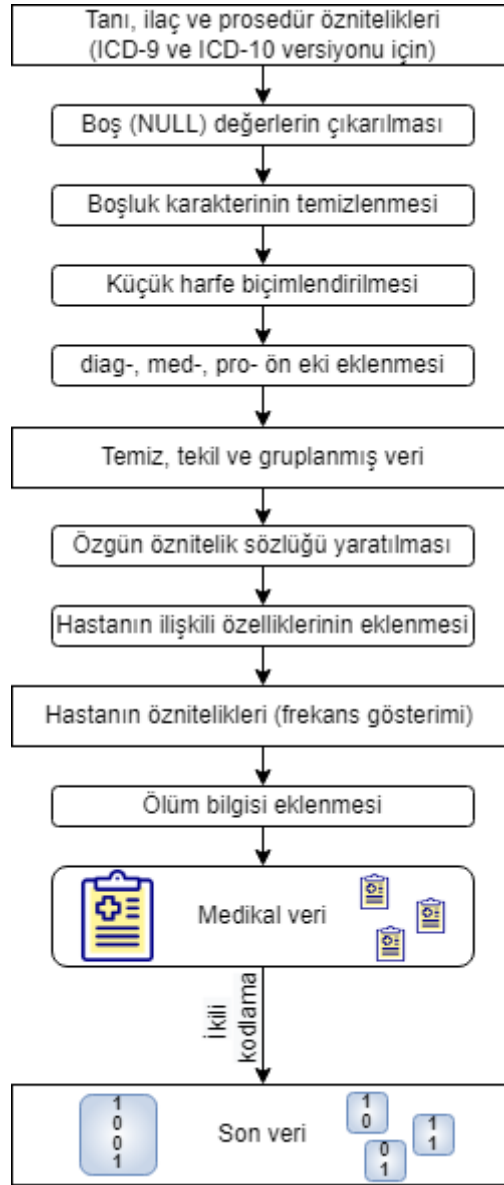 Tanı, ilaç ve prosedür öznitelikleri
(ICD-9 ve ICD-10 versiyonu için)
Boş (NULL) değerlerin çıkarılması
Boşluk karakterinin temizlenmesi
Küçük harfe biçimlendirilmesi
diag-, med-, pro- ön eki eklenmesi
Temiz, tekil ve gruplanmış veri
Özgün öznitelik sözlüğü yaratılması
Hastanın ilişkili özelliklerinin eklenmesi
Hastanın öznitelikleri (frekans gösterimi)
Ölüm bilgisi eklenmesi
Medikal veri
İkili
kodlama
1
0
0
1
Son veri
1
0
0
1
1
1